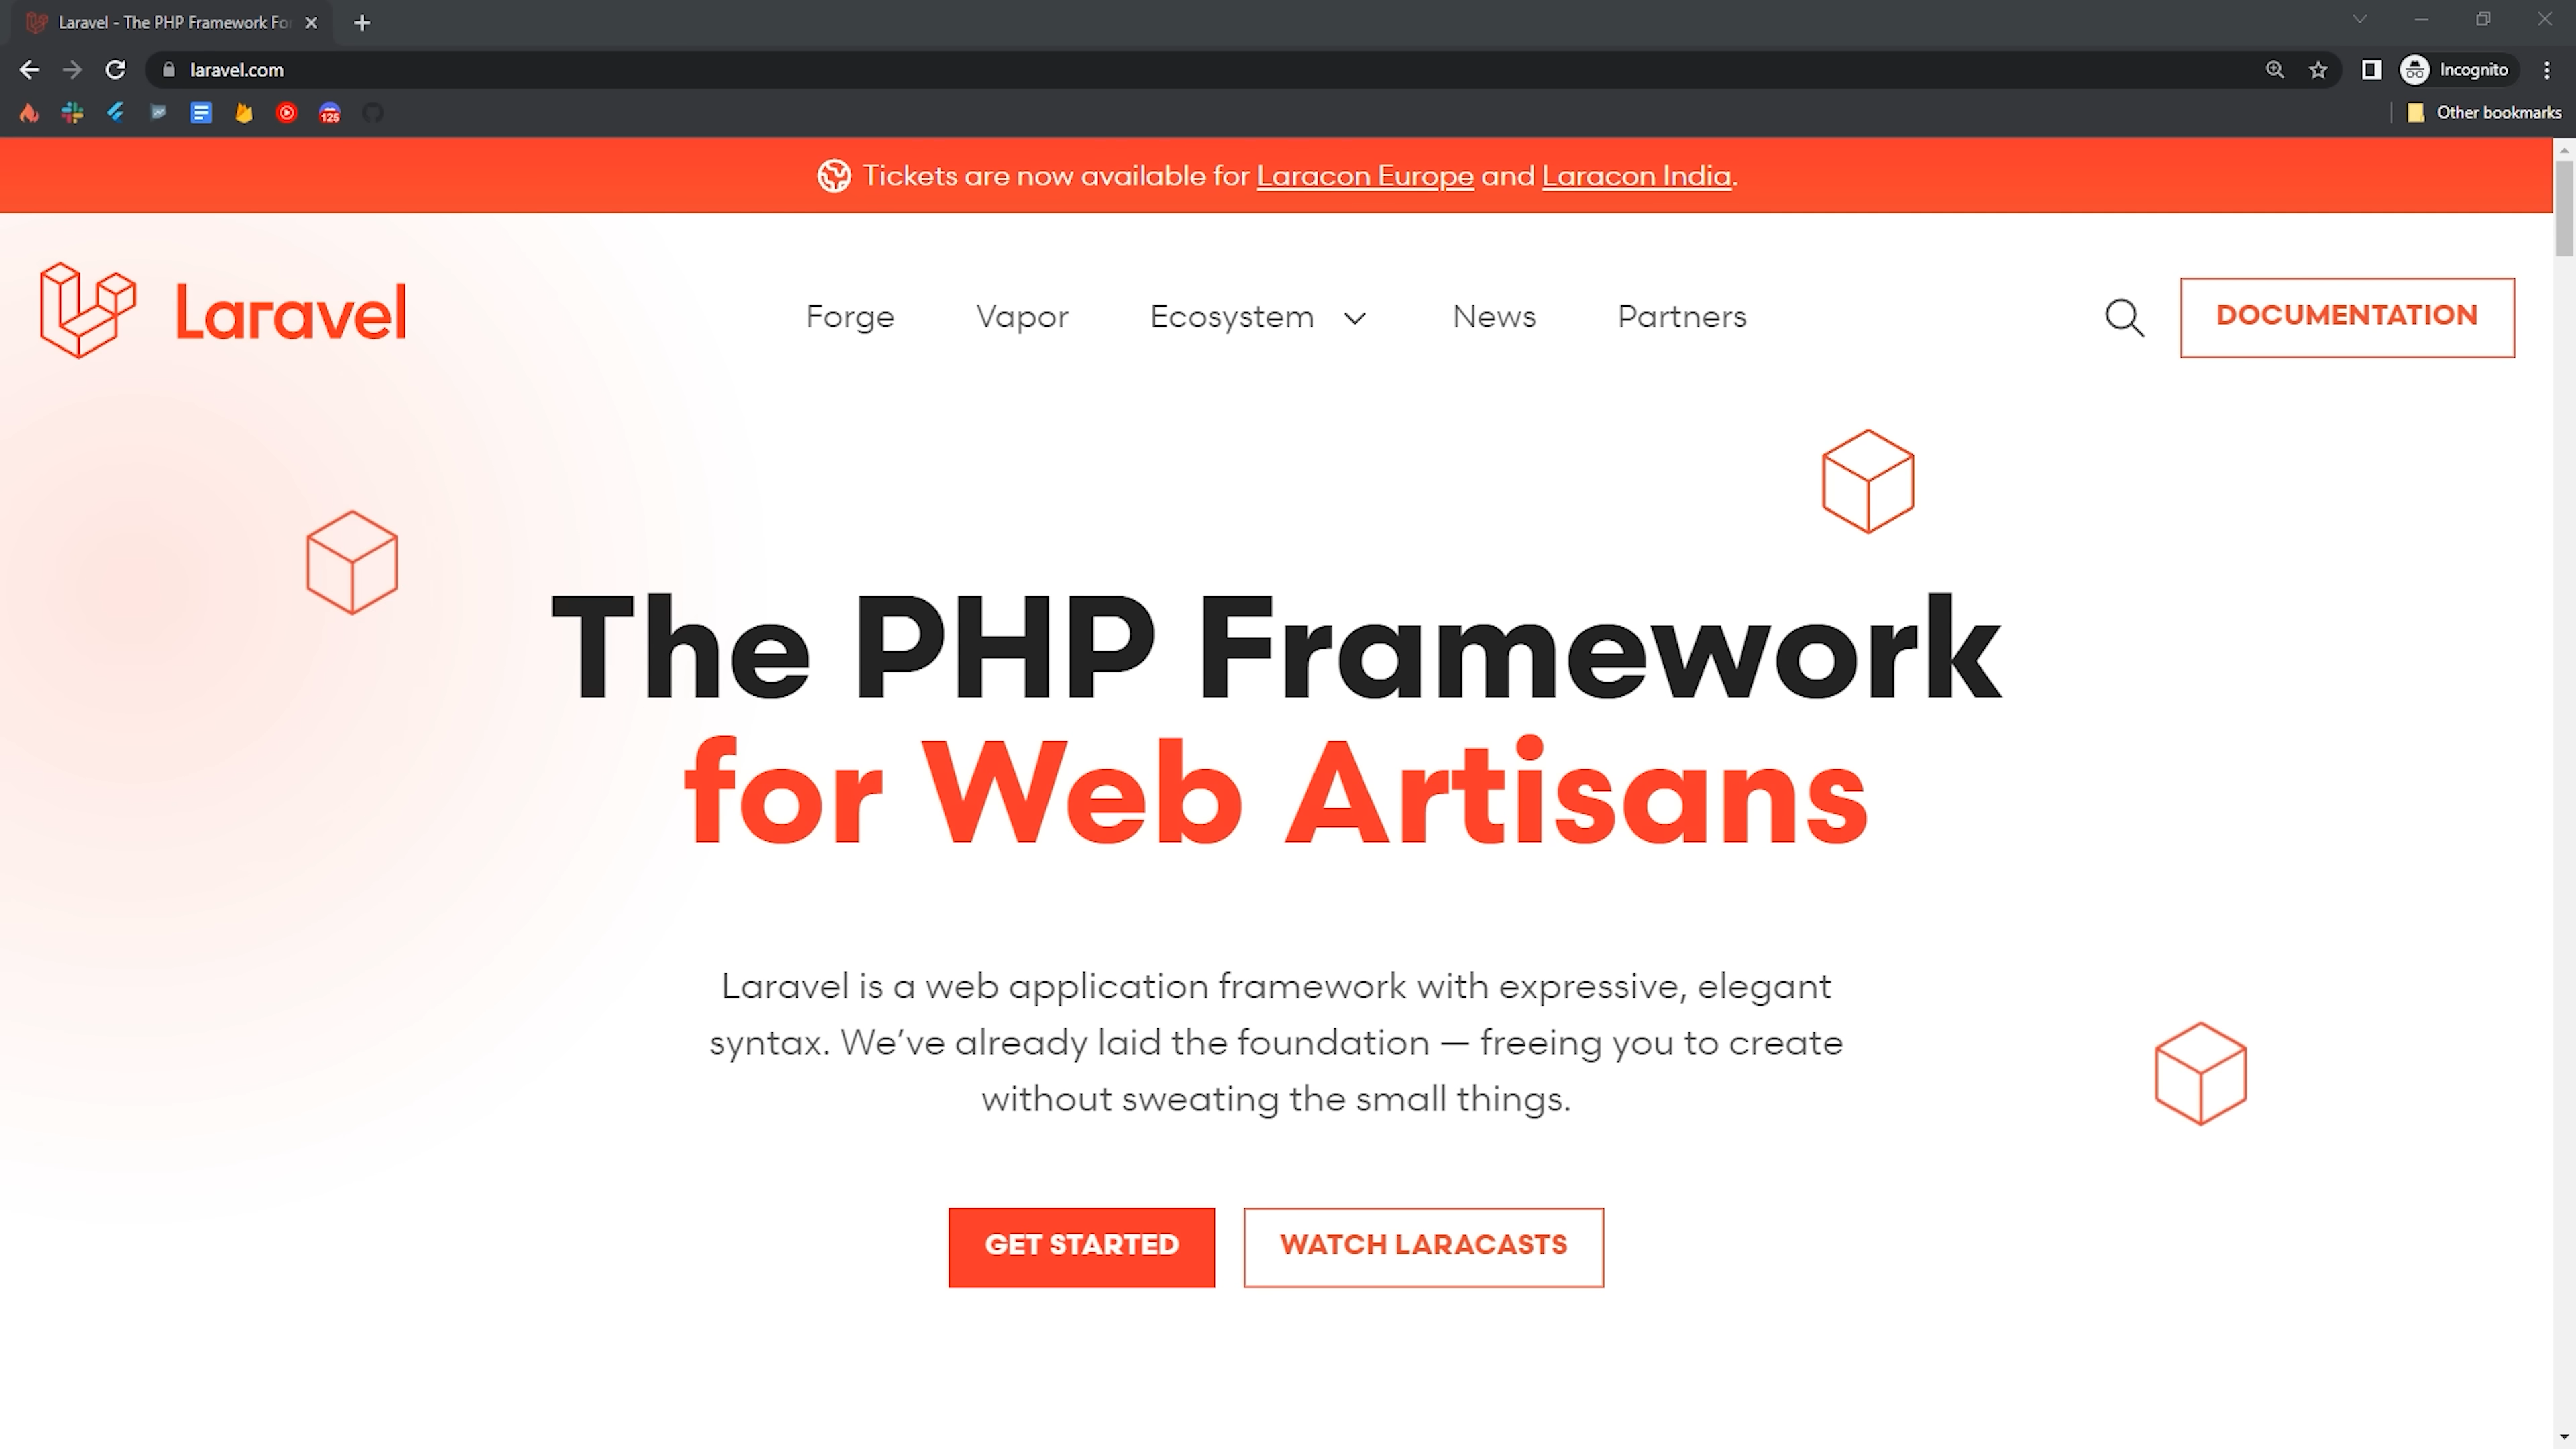 Laravel - The PHP Framework Fo
laravel.com
Incognito
125
Other bookmarks
Tickets are now available for Laracon Europe and Laracon India.
Laravel
Forge
Vapor
Ecosystem
News
Partners
DOCUMENTATION
The PHP Framework
for Web Artisans
Laravel is a web application framework with expressive, elegant
syntax. We’ve already laid the foundation — freeing you to create
without sweating the small things.
GET STARTED
WATCH LARACASTS